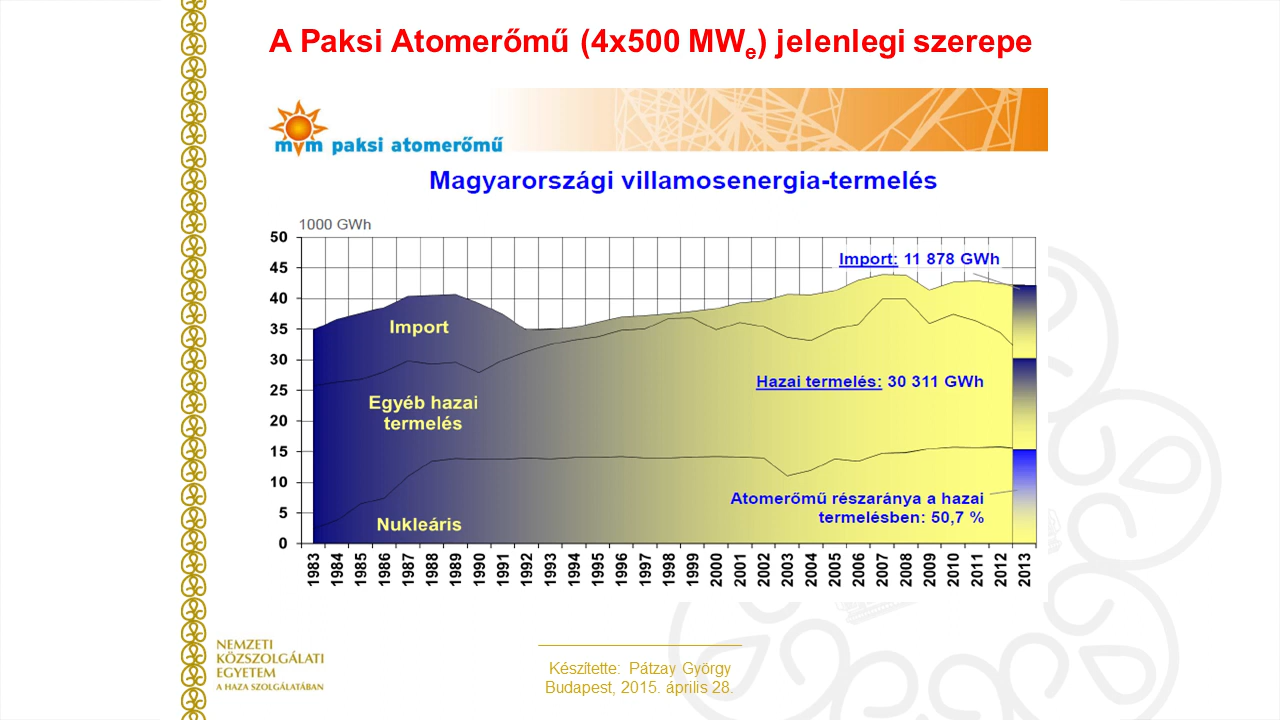 A Paksi Atomerőmű (4x500 MWe) jelenlegi szerepe
mvm paksi atomerőmű
Magyarországi villamosenergia-termelés
1000 GWh
50
45
40
35
30
25
20
15
10
5
0
Import: 11 878 GWh
Import
Hazai termelés: 30 311 GWh
Egyéb hazai
termelés
Atomerőmű részaránya a hazai
termelésben: 50,7 %
Nukleáris
1983 1984 1985 1986 1987 1988 1989 1990 1991 1992 1993 1994 1995 1996 1997 1998 1999 2000 2001 2002 2003 2004 2005 2006 2007 2008 2009 2010 2011 2012 2013
NEMZETI
KÖZSZOLGÁLATI
EGYETEM
A HAZA SZOLGÁLATÁBAN
Készítette: Pátzay György
Budapest, 2015. április 28.